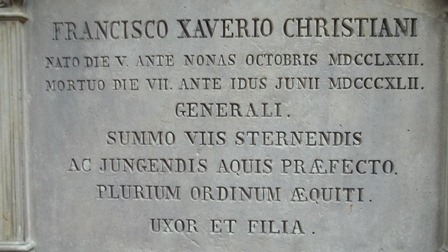 FRANCISCO XAVERIO CHRISTIANI
NATO DIE V. ANTE NONAS OCTOBRIS MDCCLXXII.
MORTUO DIE VII. ANTE IDUS JUNII MDCCCXLII.
GENERALI.
SUMMO VIIS STERNENDIS
AC JUNGENDIS AQUIS PRÆFECTO.
PLURIUM ORDINUM ÆQUITI.
UXOR ET FILIA.